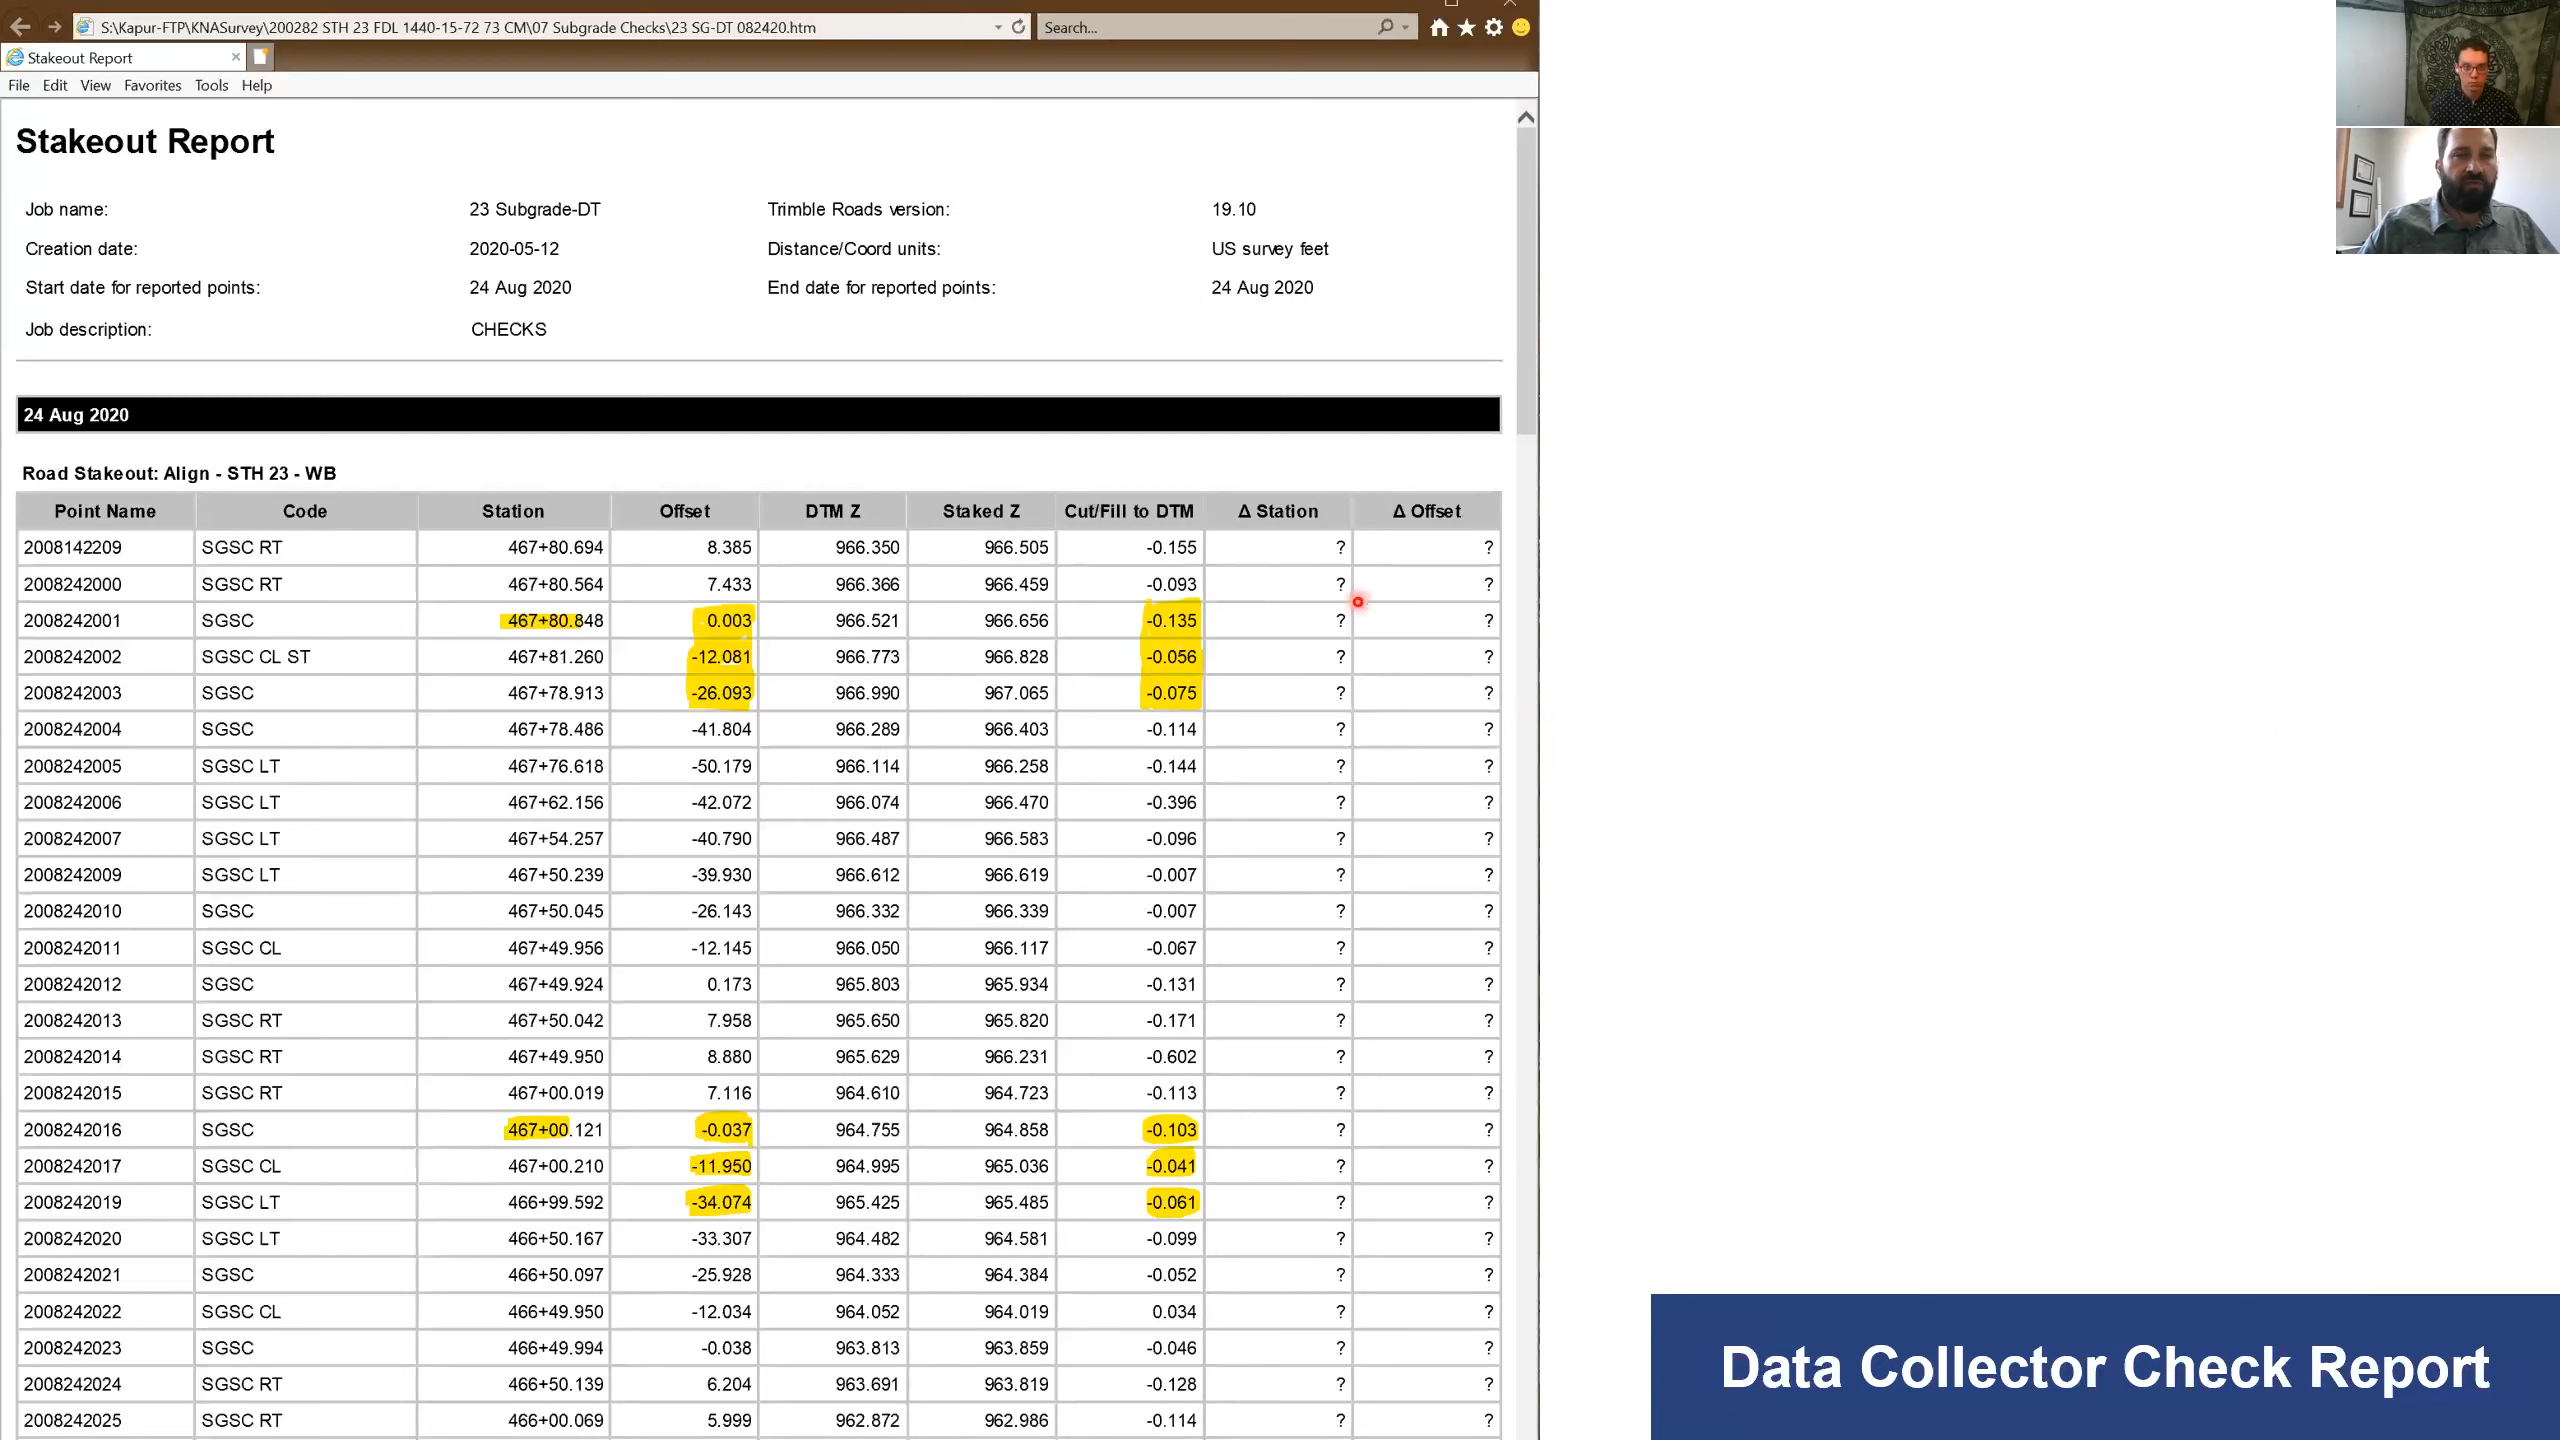 S:\Kapur-FTP\KNASurvey\200282 STH 23 FDL 1440-15-72 73 CM\07 Subgrade Checks\23 SG-DT 082420.htm
Search...
Stakeout Report
File Edit View Favorites Tools Help
Stakeout Report
Job name: 23 Subgrade-DT Trimble Roads version: 19.10
Creation date: 2020-05-12 Distance/Coord units: US survey feet
Start date for reported points: 24 Aug 2020 End date for reported points: 24 Aug 2020
Job description: CHECKS
24 Aug 2020
Road Stakeout: Align - STH 23 - WB
Point Name Code Station Offset DTM Z Staked Z Cut/Fill to DTM Δ Station Δ Offset
2008142209 SGSC RT 467+80.694 8.385 966.350 966.505 -0.155 ? ?
2008242000 SGSC RT 467+80.564 7.433 966.366 966.459 -0.093 ? ?
2008242001 SGSC 467+80.848 0.003 966.521 966.656 -0.135 ? ?
2008242002 SGSC CL ST 467+81.260 -12.081 966.773 966.828 -0.056 ? ?
2008242003 SGSC 467+78.913 -26.093 966.990 967.065 -0.075 ? ?
2008242004 SGSC 467+78.486 -41.804 966.289 966.403 -0.114 ? ?
2008242005 SGSC LT 467+76.618 -50.179 966.114 966.258 -0.144 ? ?
2008242006 SGSC LT 467+62.156 -42.072 966.074 966.470 -0.396 ? ?
2008242007 SGSC LT 467+54.257 -40.790 966.487 966.583 -0.096 ? ?
2008242009 SGSC LT 467+50.239 -39.930 966.612 966.619 -0.007 ? ?
2008242010 SGSC 467+50.045 -26.143 966.332 966.339 -0.007 ? ?
2008242011 SGSC CL 467+49.956 -12.145 966.050 966.117 -0.067 ? ?
2008242012 SGSC 467+49.924 0.173 965.803 965.934 -0.131 ? ?
2008242013 SGSC RT 467+50.042 7.958 965.650 965.820 -0.171 ? ?
2008242014 SGSC RT 467+49.950 8.880 965.629 966.231 -0.602 ? ?
2008242015 SGSC RT 467+00.019 7.116 964.610 964.723 -0.113 ? ?
2008242016 SGSC 467+00.121 -0.037 964.755 964.858 -0.103 ? ?
2008242017 SGSC CL 467+00.210 -11.950 964.995 965.036 -0.041 ? ?
2008242019 SGSC LT 466+99.592 -34.074 965.425 965.485 -0.061 ? ?
2008242020 SGSC LT 466+50.167 -33.307 964.482 964.581 -0.099 ? ?
2008242021 SGSC 466+50.097 -25.928 964.333 964.384 -0.052 ? ?
2008242022 SGSC CL 466+49.950 -12.034 964.052 964.019 0.034 ? ?
2008242023 SGSC 466+49.994 -0.038 963.813 963.859 -0.046 ? ?
2008242024 SGSC RT 466+50.139 6.204 963.691 963.819 -0.128 ? ?
2008242025 SGSC RT 466+00.069 5.999 962.872 962.986 -0.114 ? ?
Data Collector Check Report